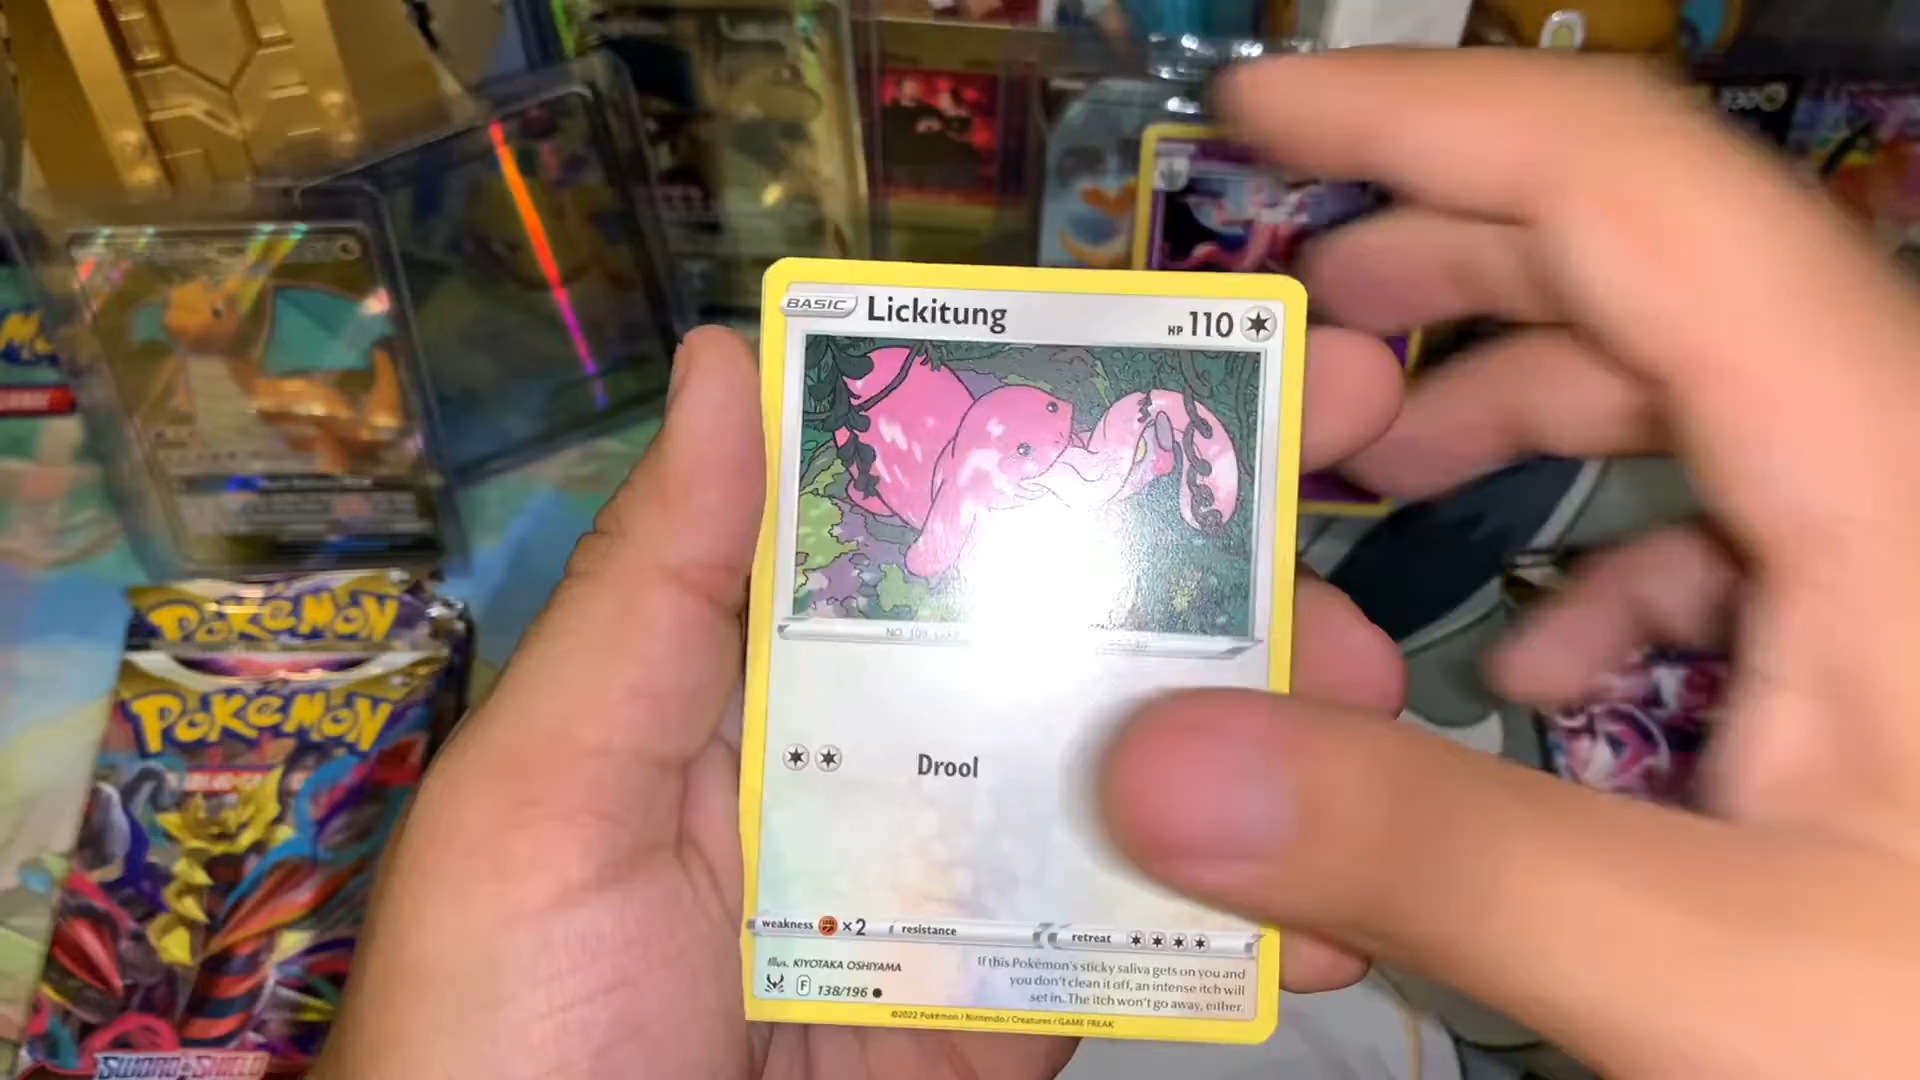 BASIC Lickitung HP 110
Drool
weakness ×2 resistance retreat
Illus. KIYOTAKA OSHIYAMA
F 138/196
If this Pokémon's sticky saliva gets on you and
you don't clean it off, an intense itch will
set in. The itch won't go away, either.
©2022 Pokémon / Nintendo / Creatures / GAME FREAK
POKéMON
POKéMON
SWORD & SHIELD